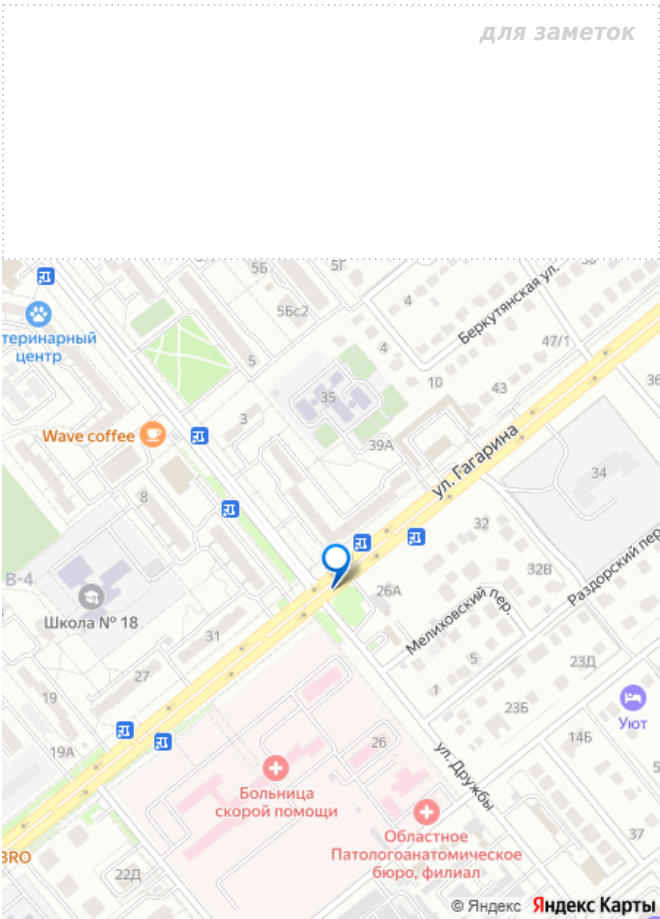 для заметок
5Б
5Г
5Бс2
4
Беркутянская ул.
теринарный
центр
47/1
4
5
10
43
36
35
3
Wave coffee
39А
ул. Гагарина
34
8
32
В-4
32В
26А
Раздорский пер
Школа № 18
Мелиховский пер.
31
5
23Д
27
7
19
23Б
Уют
14Б
19А
26
ул. Дружбы
5
Больница
скорой помощи
37
Областное
Патологоанатомическое
бюро, филиал
BRO
22Д
© Яндекс Яндекс Карты